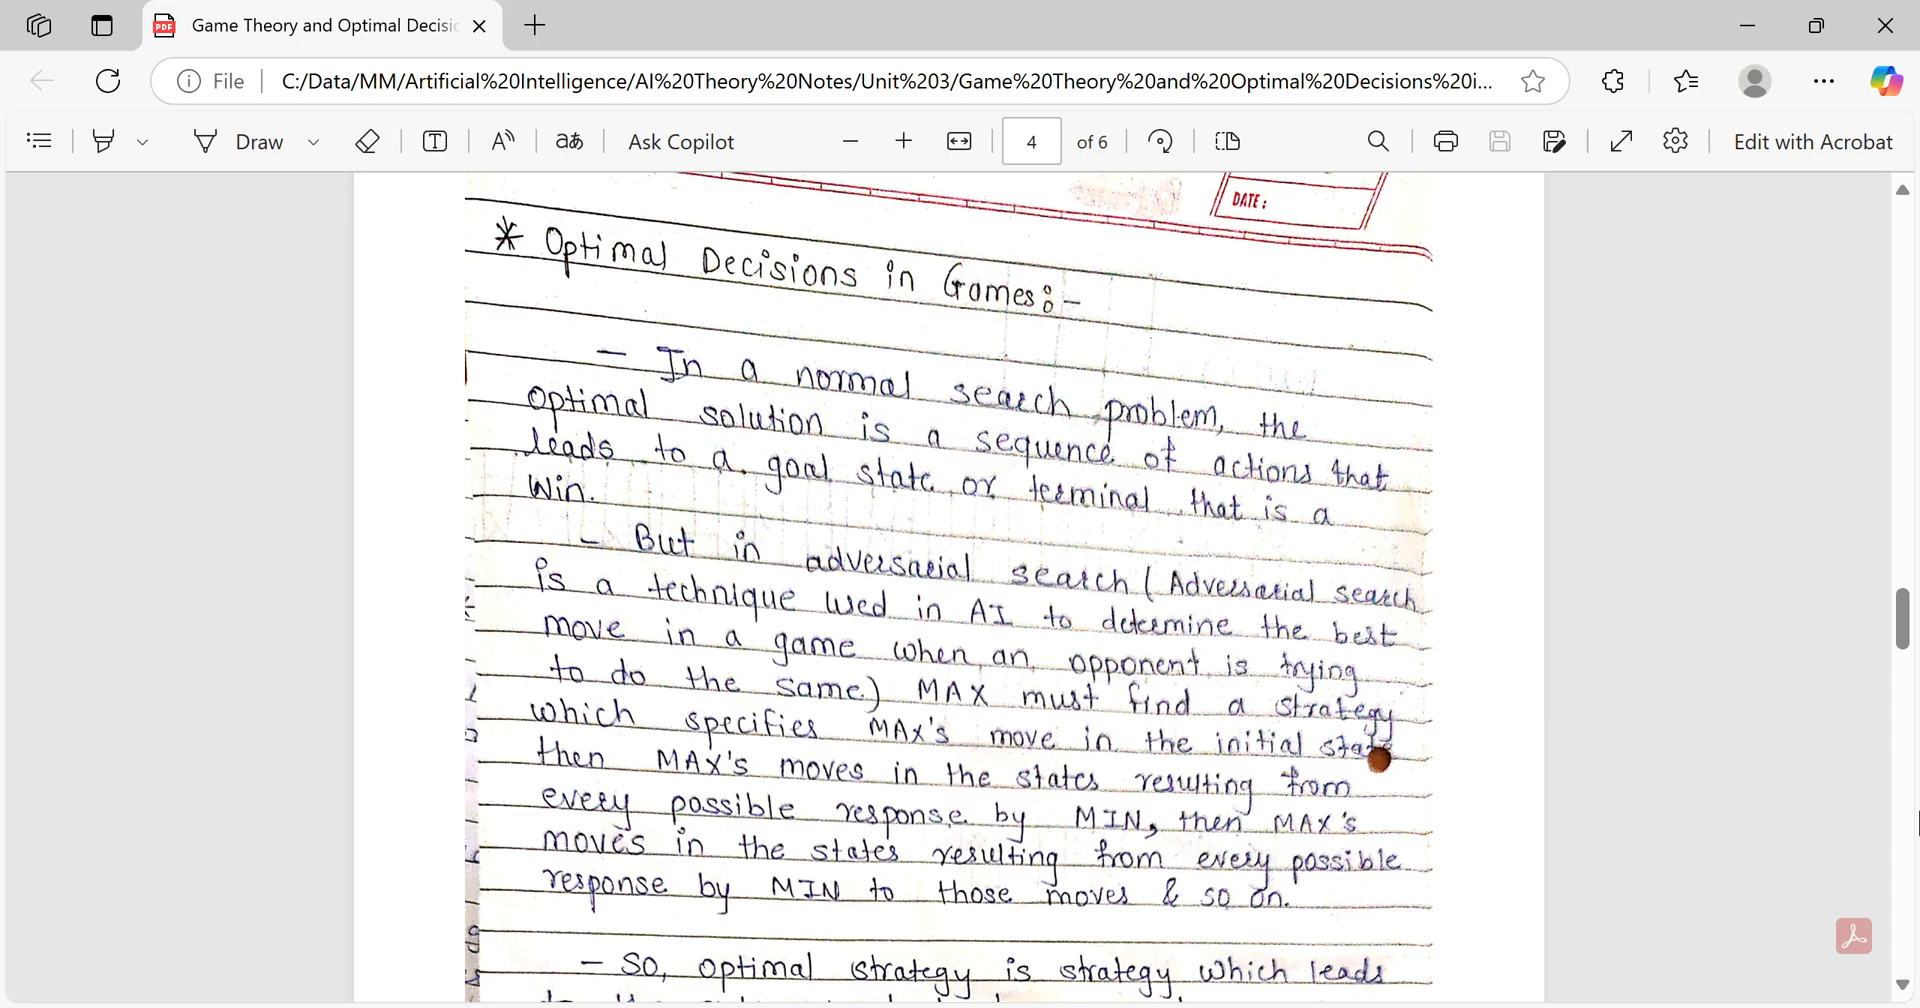 Game Theory and Optimal Decisi
File
C:/Data/MM/Artificial%20Intelligence/AI%20Theory%20Notes/Unit%203/Game%20Theory%20and%20Optimal%20Decisions%20i...
Draw
Ask Copilot
4
of 6
Edit with Acrobat
DATE :
* Optimal Decisions in Games:-
- In a normal search problem, the
optimal solution is a sequence of actions that
leads to a goal state or terminal that is a
Win.
- But in adversarial search ( Adversarial search
is a technique used in AI to determine the best
move in a game when an opponent is trying
to do the same) MAX must find a strategy
which specifies MAX's move in the initial state
then MAX's moves in the states resulting from
every possible response by MIN, then MAX's
moves in the states resulting from every possible
response by MIN to those moves & so on.
- So, optimal strategy is strategy which leads